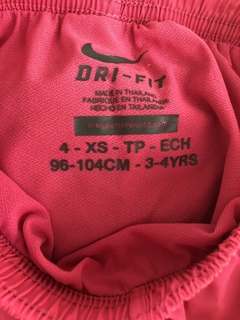 DRI-FIT
MADE IN THAILAND
FABRIQUE EN THAILANDE
HECHO EN TAILANDIA
4 - XS - TP - ECH
96-104CM - 3-4YRS